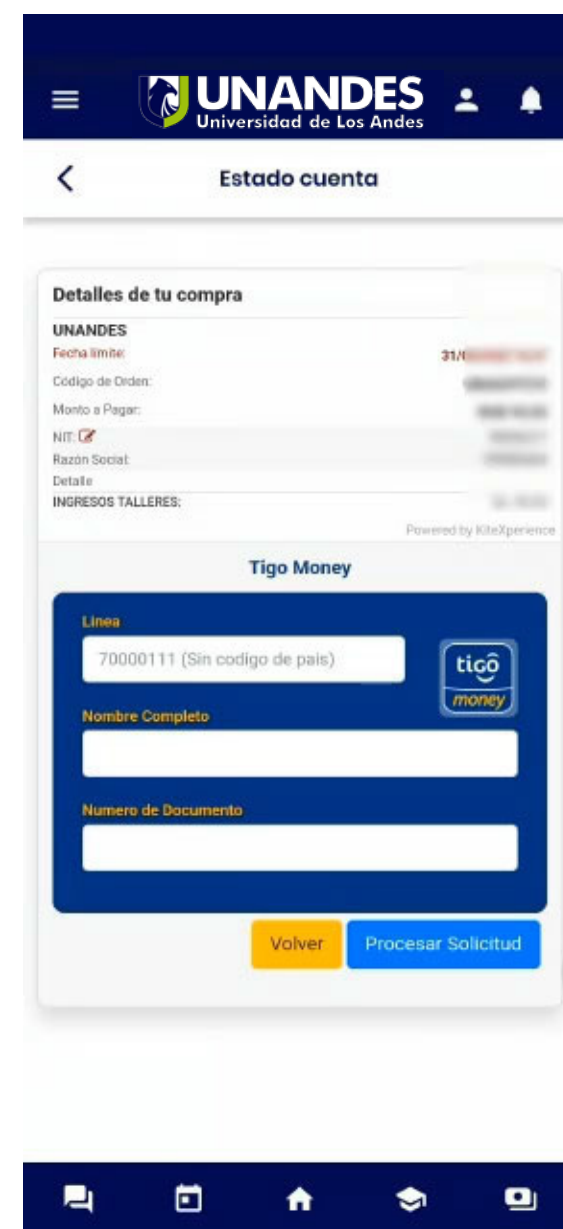 UNANDES
Universidad de Los Andes
Estado cuenta
Detalles de tu compra
UNANDES
Fecha límite: 31/
Código de Orden:
Monto a Pagar:
NIT:
Razón Social:
Detalle
INGRESOS TALLERES:
Powered by KiteXperience
Tigo Money
Linea
70000111 (Sin codigo de pais)
tigo money
Nombre Completo
Numero de Documento
Volver Procesar Solicitud